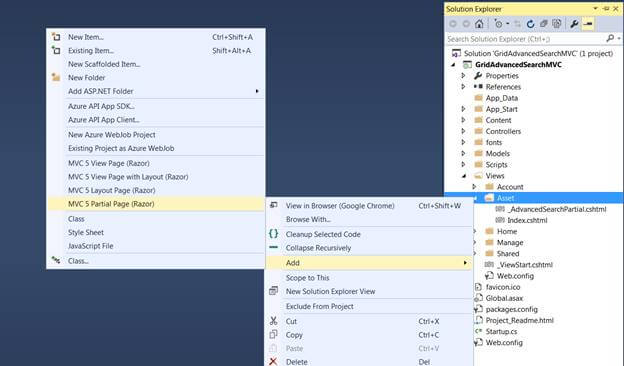 New Item... Ctrl+Shift+A
Existing Item... Shift+Alt+A
New Scaffolded Item...
New Folder
Add ASP.NET Folder
Azure API App SDK...
Azure API App Client...
New Azure WebJob Project
Existing Project as Azure WebJob
MVC 5 View Page (Razor)
MVC 5 View Page with Layout (Razor)
MVC 5 Layout Page (Razor)
MVC 5 Partial Page (Razor)
Class
Style Sheet
JavaScript File
Class...
View in Browser (Google Chrome) Ctrl+Shift+W
Browse With...
Cleanup Selected Code
Collapse Recursively
Add
Scope to This
New Solution Explorer View
Exclude From Project
Cut Ctrl+X
Copy Ctrl+C
Paste Ctrl+V
Delete Del
Solution Explorer
Search Solution Explorer (Ctrl+;)
Solution 'GridAdvancedSearchMVC' (1 project)
GridAdvancedSearchMVC
Properties
References
App_Data
App_Start
Content
Controllers
fonts
Models
Scripts
Views
Account
Asset
_AdvancedSearchPartial.cshtml
Index.cshtml
Home
Manage
Shared
_ViewStart.cshtml
Web.config
favicon.ico
Global.asax
packages.config
Project_Readme.html
Startup.cs
Web.config